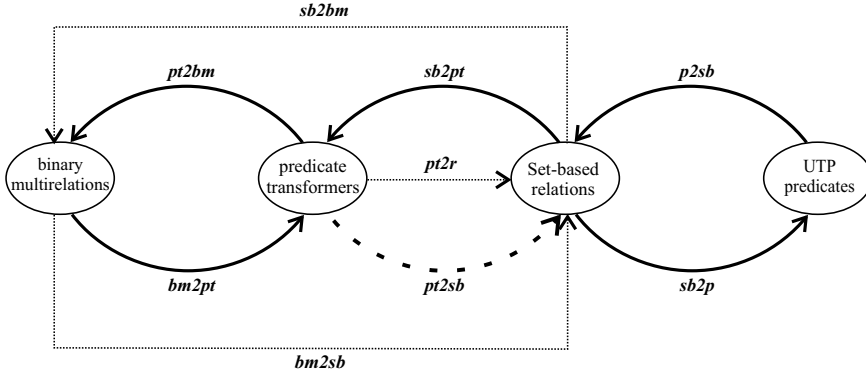 sb2bm
pt2bm
sb2pt
p2sb
binary
multirelations
predicate
transformers
pt2r
Set-based
relations
UTP
predicates
bm2pt
pt2sb
sb2p
bm2sb